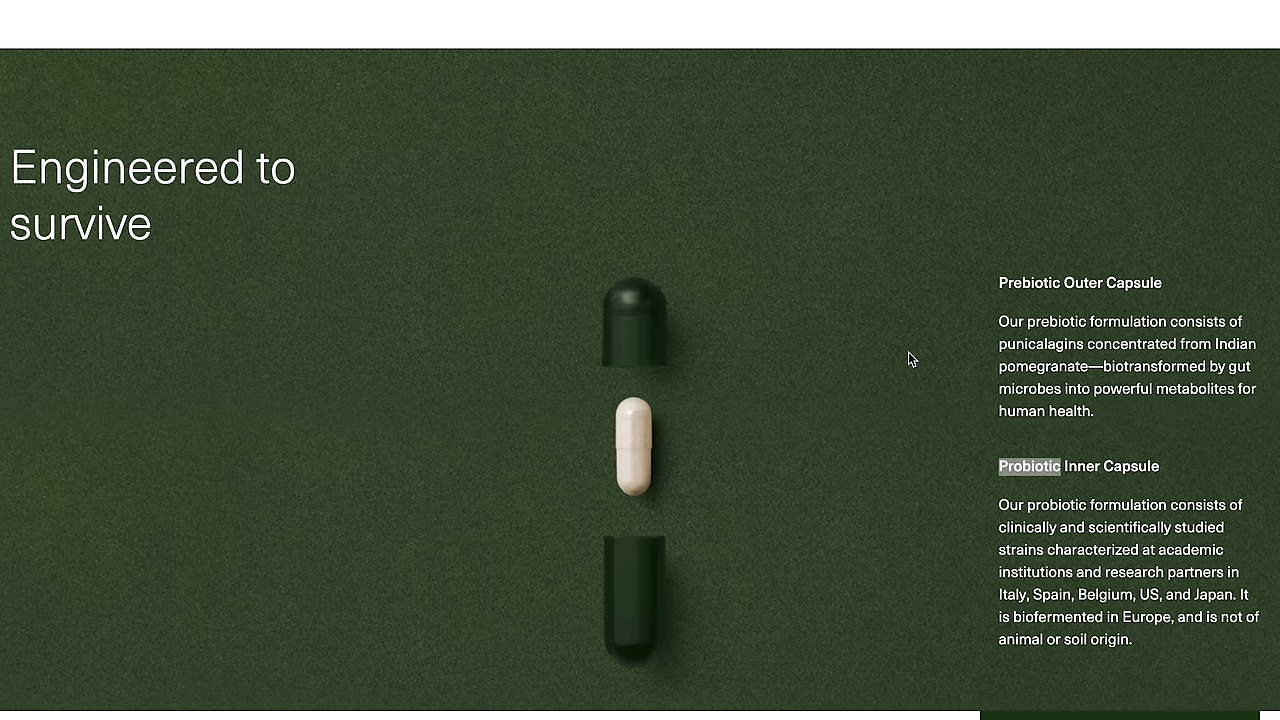 Engineered to
survive
Prebiotic Outer Capsule
Our prebiotic formulation consists of
punicalagins concentrated from Indian
pomegranate—biotransformed by gut
microbes into powerful metabolites for
human health.
Probiotic Inner Capsule
Our probiotic formulation consists of
clinically and scientifically studied
strains characterized at academic
institutions and research partners in
Italy, Spain, Belgium, US, and Japan. It
is biofermented in Europe, and is not of
animal or soil origin.